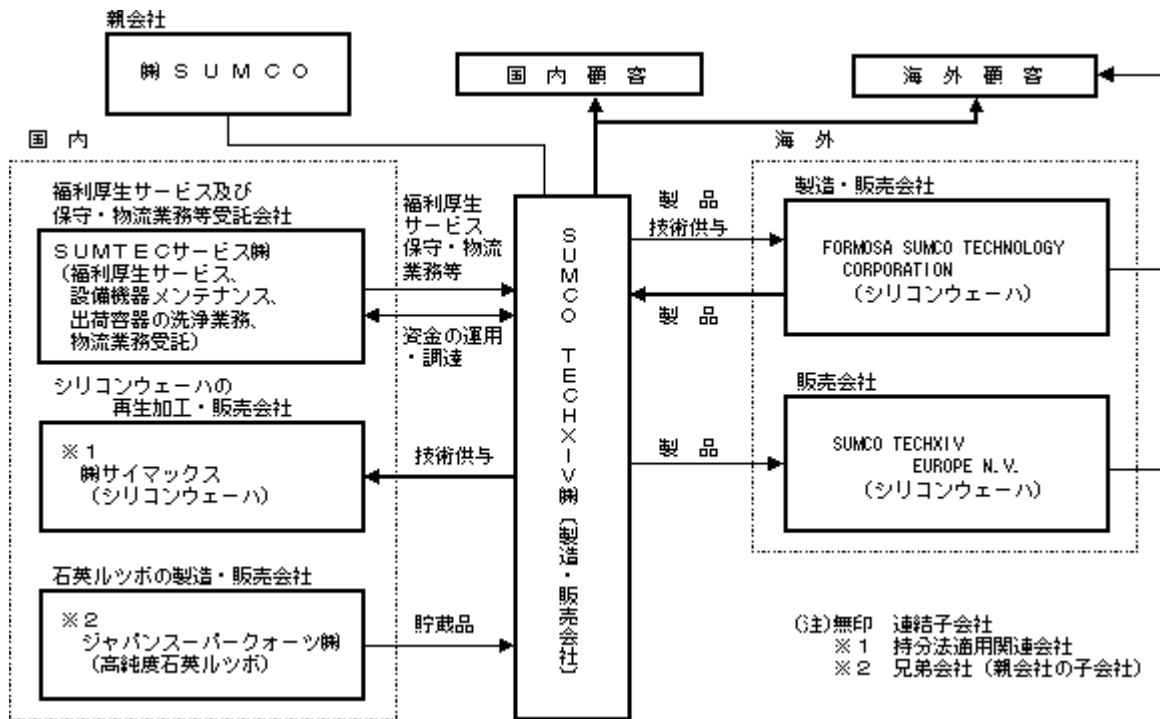 親会社
㈱ＳＵＭＣＯ
国内顧客
海外顧客
国内
海外
福利厚生サービス及び
保守・物流業務等受託会社
ＳＵＭＴＥＣサービス㈱
（福利厚生サービス、
設備機器メンテナンス、
出荷容器の洗浄業務、
物流業務受託）
福利厚生
サービス
保守・物流
業務等
資金の運用
・調達
シリコンウェーハの
再生加工・販売会社
※１
㈱サイマックス
（シリコンウェーハ）
技術供与
石英ルツボの製造・販売会社
※２
ジャパンスーパークォーツ㈱
（高純度石英ルツボ）
貯蔵品
ＳＵＭＣＯ ＴＥＣＨＸＩＶ㈱（製造・販売会社）
製品
技術供与
製品
製品
製造・販売会社
FORMOSA SUMCO TECHNOLOGY
CORPORATION
（シリコンウェーハ）
販売会社
SUMCO TECHXIV
EUROPE N.V.
（シリコンウェーハ）
（注）無印 連結子会社
※１ 持分法適用関連会社
※２ 兄弟会社（親会社の子会社）